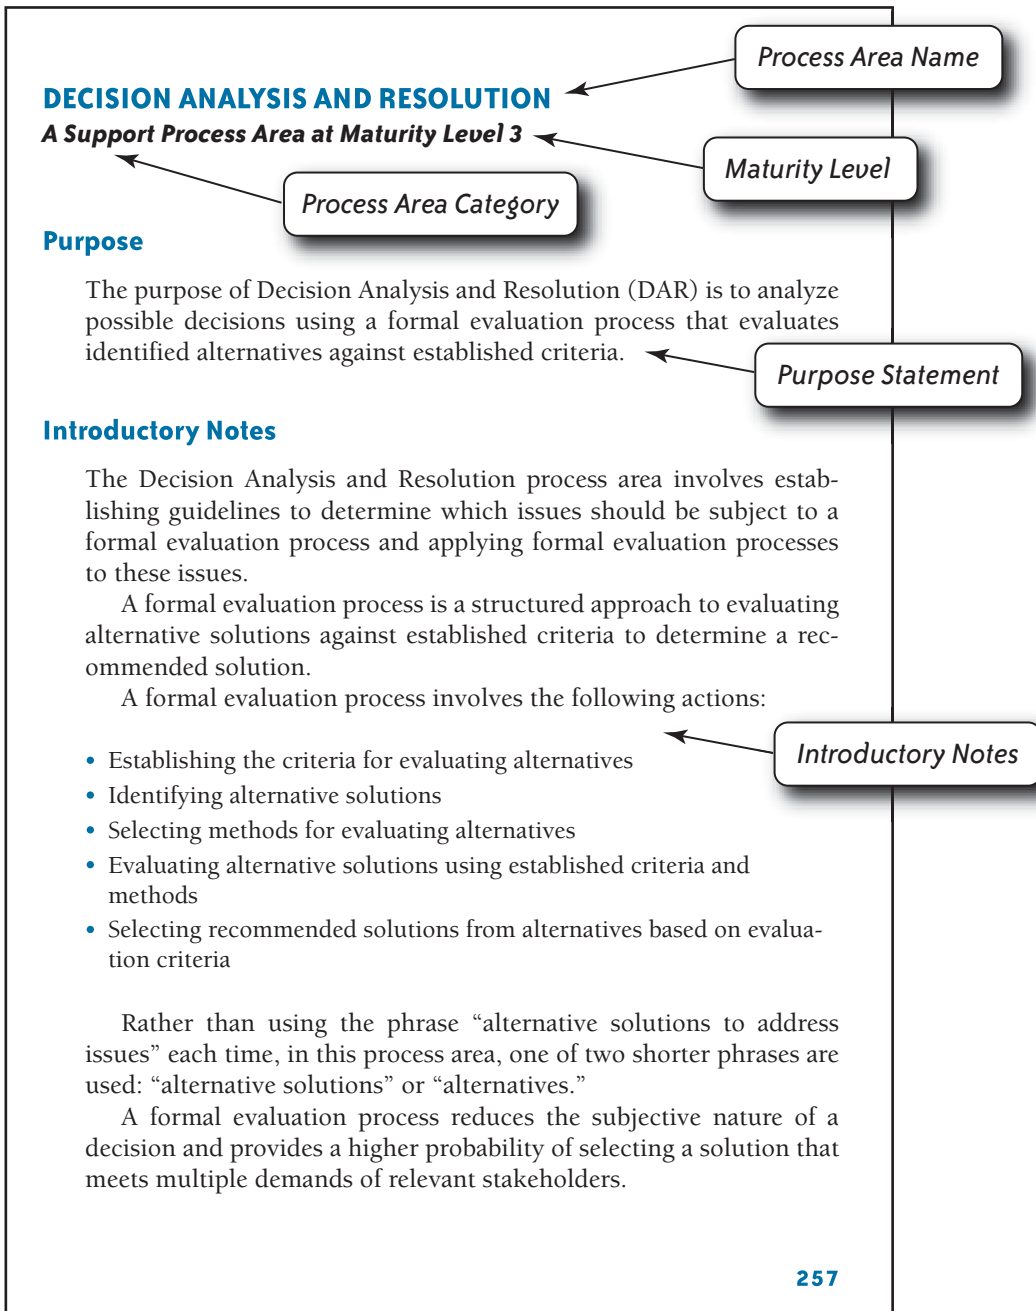 Process Area Name
DECISION ANALYSIS AND RESOLUTION
A Support Process Area at Maturity Level 3
Maturity Level
Process Area Category
Purpose
The purpose of Decision Analysis and Resolution (DAR) is to analyze
possible decisions using a formal evaluation process that evaluates
identified alternatives against established criteria.
Purpose Statement
Introductory Notes
The Decision Analysis and Resolution process area involves estab-
lishing guidelines to determine which issues should be subject to a
formal evaluation process and applying formal evaluation processes
to these issues.
A formal evaluation process is a structured approach to evaluating
alternative solutions against established criteria to determine a rec-
ommended solution.
A formal evaluation process involves the following actions:
Introductory Notes
• Establishing the criteria for evaluating alternatives
• Identifying alternative solutions
• Selecting methods for evaluating alternatives
• Evaluating alternative solutions using established criteria and
methods
• Selecting recommended solutions from alternatives based on evalua-
tion criteria
Rather than using the phrase “alternative solutions to address
issues” each time, in this process area, one of two shorter phrases are
used: “alternative solutions” or “alternatives.”
A formal evaluation process reduces the subjective nature of a
decision and provides a higher probability of selecting a solution that
meets multiple demands of relevant stakeholders.
257